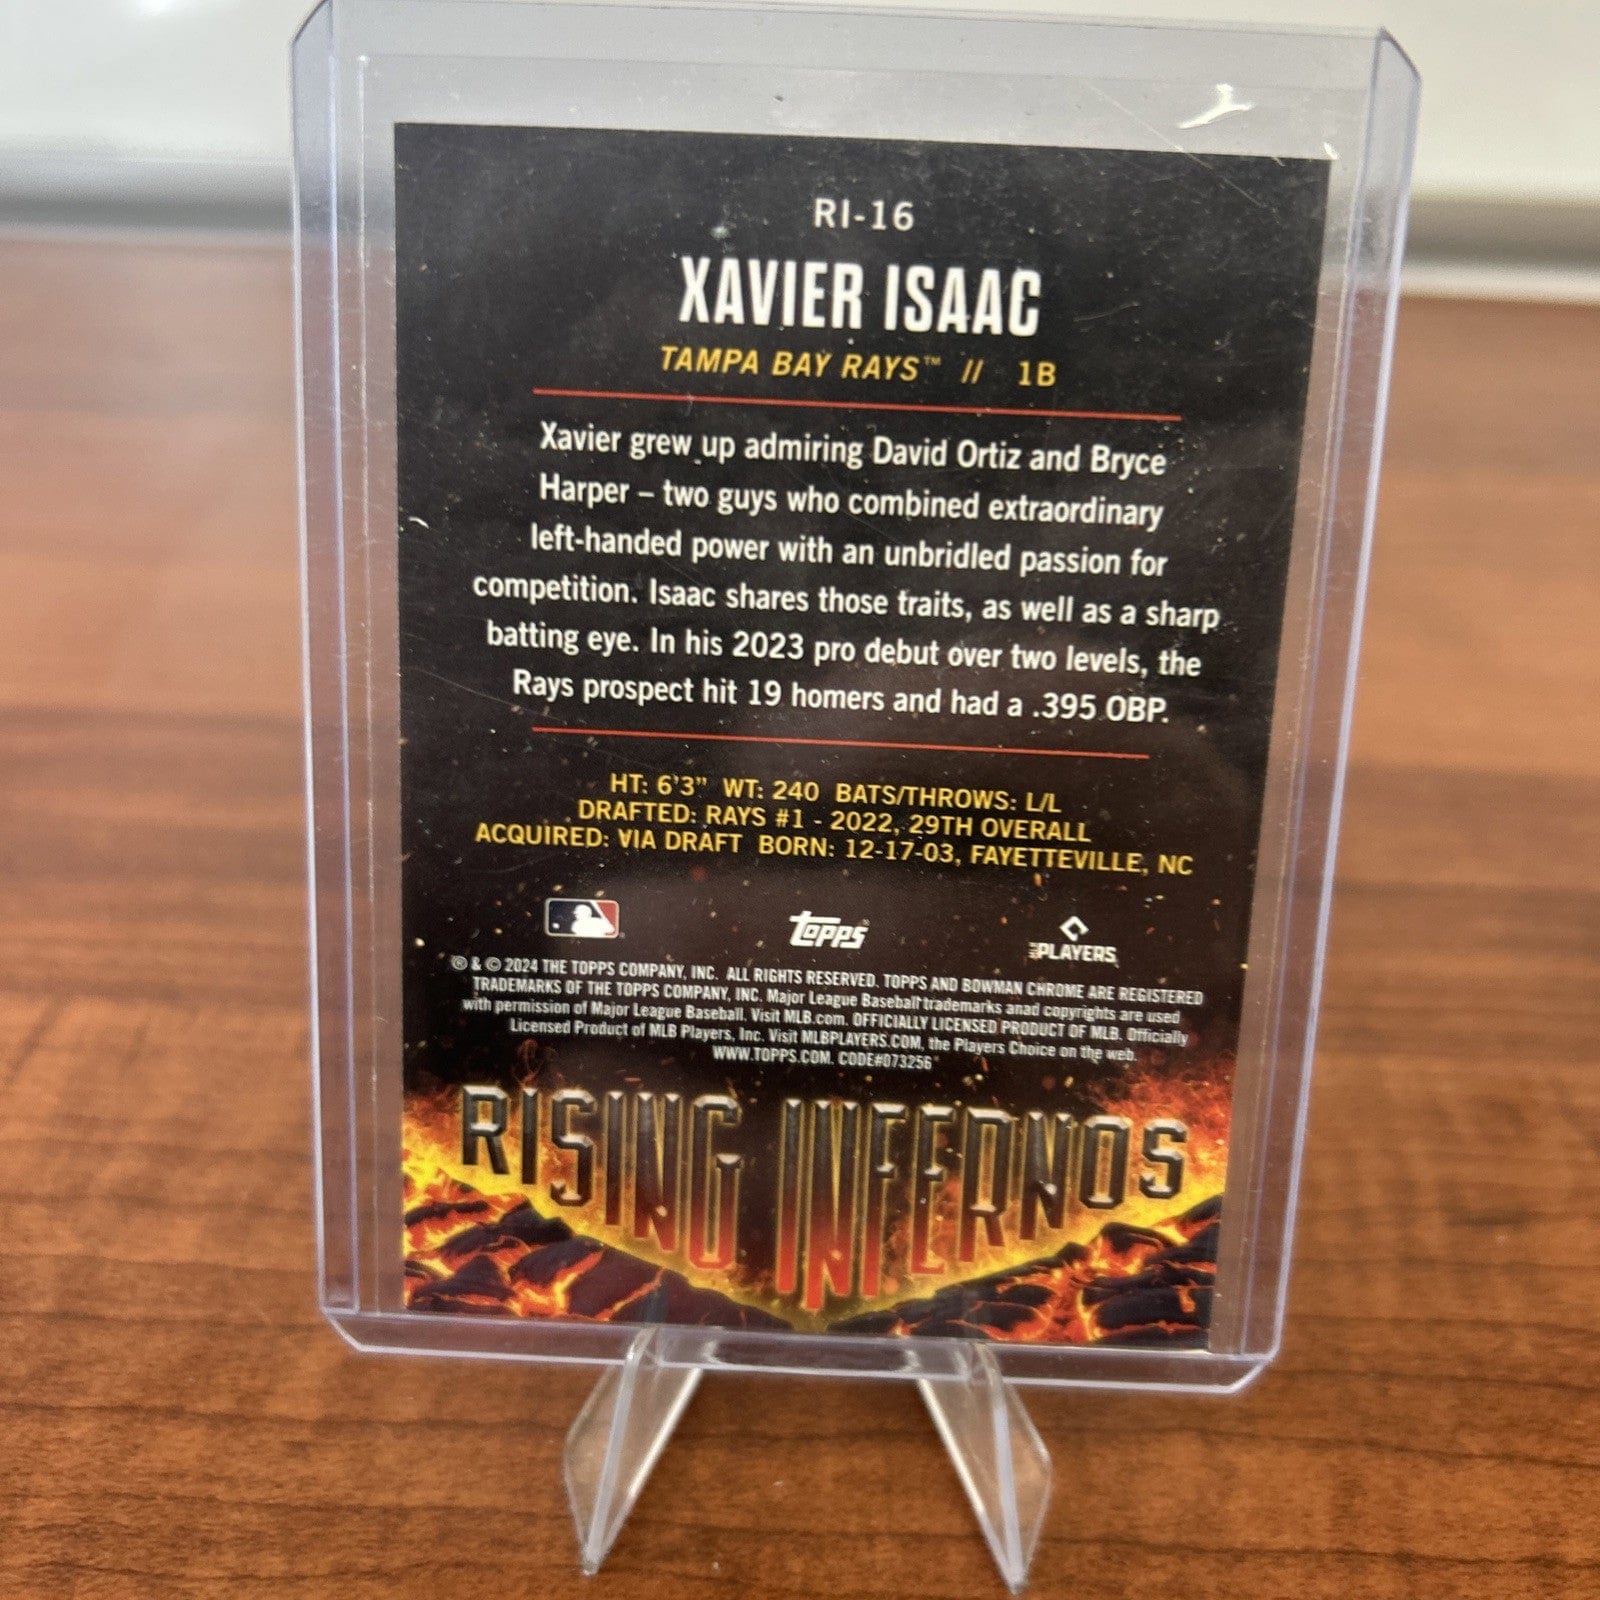 RI-16
XAVIER ISAAC
TAMPA BAY RAYS™ // 1B
Xavier grew up admiring David Ortiz and Bryce
Harper – two guys who combined extraordinary
left-handed power with an unbridled passion for
competition. Isaac shares those traits, as well as a sharp
batting eye. In his 2023 pro debut over two levels, the
Rays prospect hit 19 homers and had a .395 OBP.
HT: 6'3" WT: 240 BATS/THROWS: L/L
DRAFTED: RAYS #1 - 2022, 29TH OVERALL
ACQUIRED: VIA DRAFT BORN: 12-17-03, FAYETTEVILLE, NC
Topps
MLB PLAYERS
® & © 2024 THE TOPPS COMPANY, INC. ALL RIGHTS RESERVED. TOPPS AND BOWMAN CHROME ARE REGISTERED
TRADEMARKS OF THE TOPPS COMPANY, INC. Major League Baseball trademarks anad copyrights are used
with permission of Major League Baseball. Visit MLB.com. OFFICIALLY LICENSED PRODUCT OF MLB. Officially
Licensed Product of MLB Players, Inc. Visit MLBPLAYERS.COM, the Players Choice on the web.
WWW.TOPPS.COM. CODE#073256
RISING INFERNOS